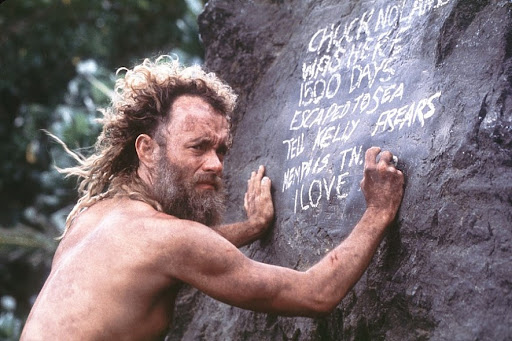 CHUCK NOLAND
WAS HERE
1500 DAYS
ESCAPED TO SEA
TELL KELLY FREARS
MEMPHIS TN.
I LOVE